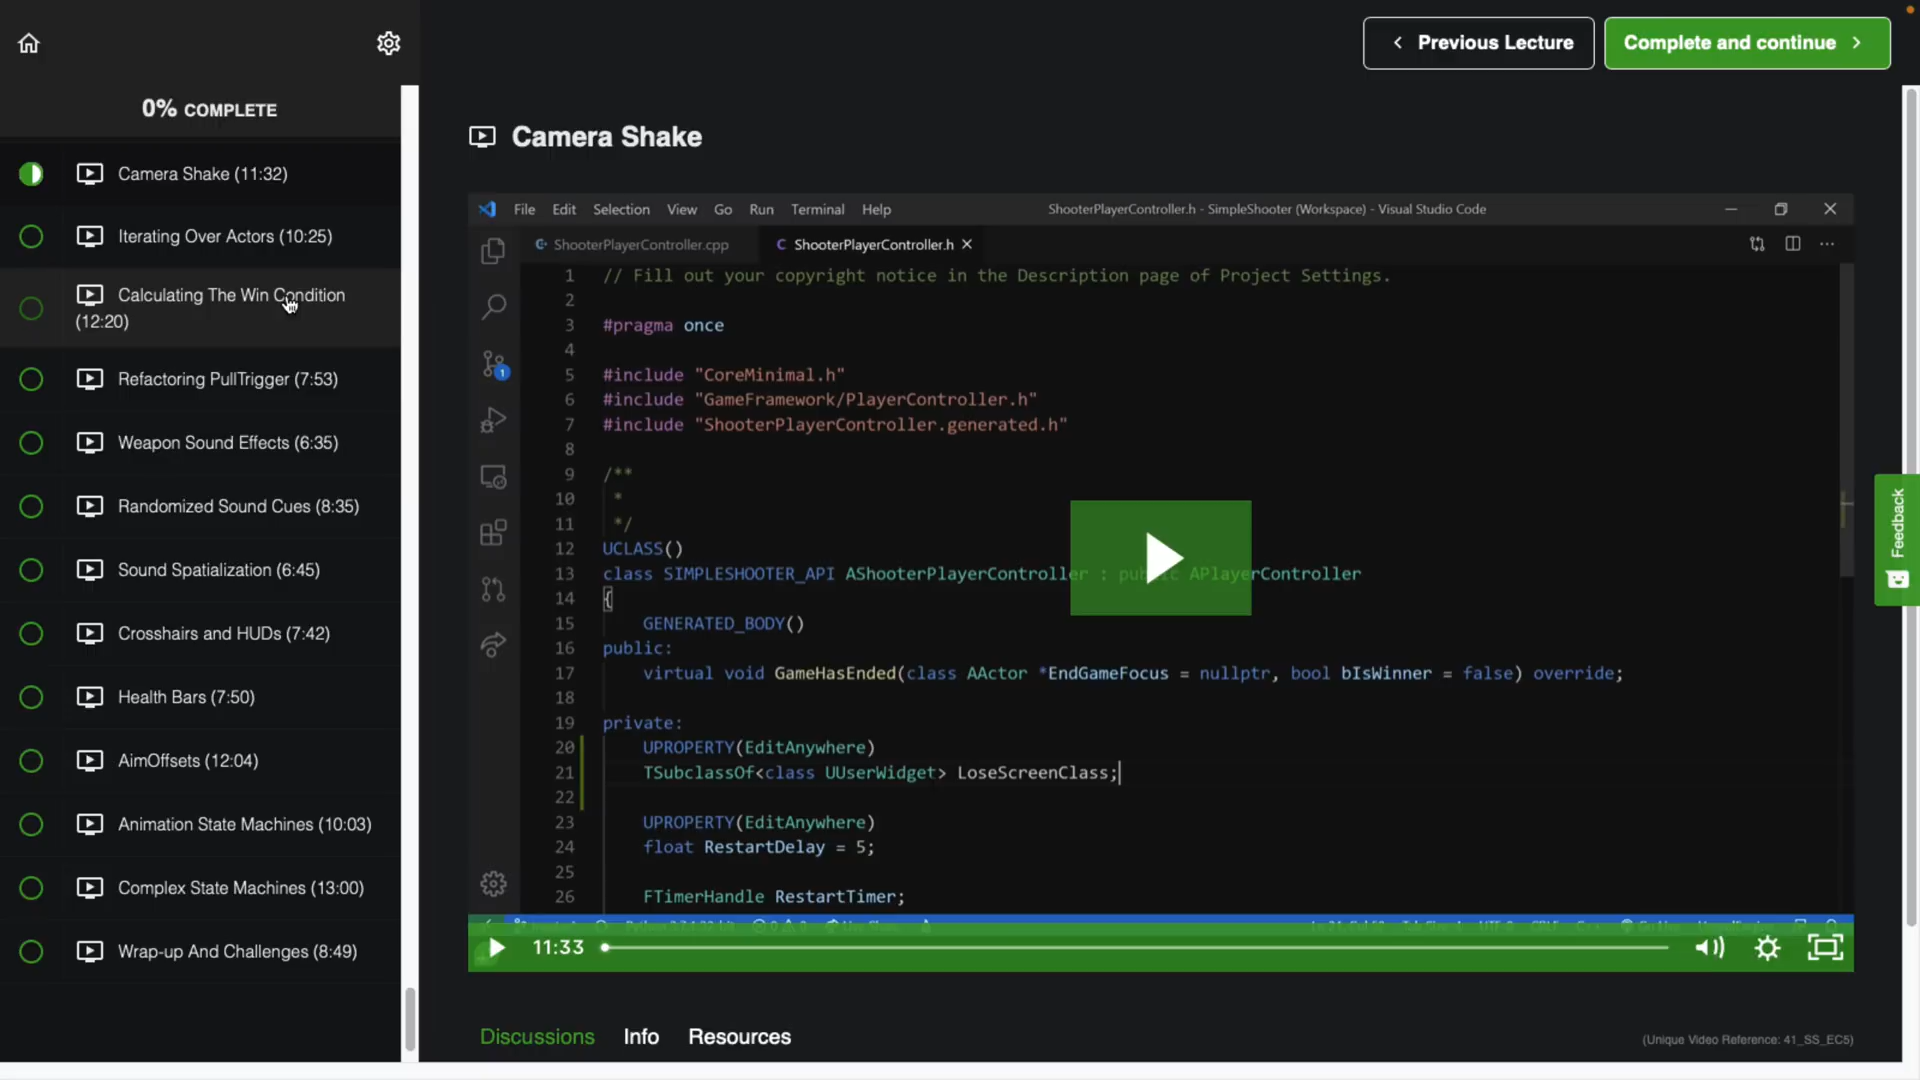 Previous Lecture
Complete and continue
0% COMPLETE
Camera Shake (11:32)
Iterating Over Actors (10:25)
Calculating The Win Condition
(12:20)
Refactoring PullTrigger (7:53)
Weapon Sound Effects (6:35)
Randomized Sound Cues (8:35)
Sound Spatialization (6:45)
Crosshairs and HUDs (7:42)
Health Bars (7:50)
AimOffsets (12:04)
Animation State Machines (10:03)
Complex State Machines (13:00)
Wrap-up And Challenges (8:49)
Camera Shake
File Edit Selection View Go Run Terminal Help ShooterPlayerController.h - SimpleShooter (Workspace) - Visual Studio Code
ShooterPlayerController.cpp C ShooterPlayerController.h
1 // Fill out your copyright notice in the Description page of Project Settings.
2
3 #pragma once
4
5 #include "CoreMinimal.h"
6 #include "GameFramework/PlayerController.h"
7 #include "ShooterPlayerController.generated.h"
8
9 /**
10 *
11 */
12 UCLASS()
13 class SIMPLESHOOTER_API AShooterPlayerController : public APlayerController
14 {
15 GENERATED_BODY()
16 public:
17 virtual void GameHasEnded(class AActor *EndGameFocus = nullptr, bool bIsWinner = false) override;
18
19 private:
20 UPROPERTY(EditAnywhere)
21 TSubclassOf<class UUserWidget> LoseScreenClass;
22
23 UPROPERTY(EditAnywhere)
24 float RestartDelay = 5;
25
26 FTimerHandle RestartTimer;
1
11:33
Feedback
Discussions Info Resources
(Unique Video Reference: 41_SS_EC5)